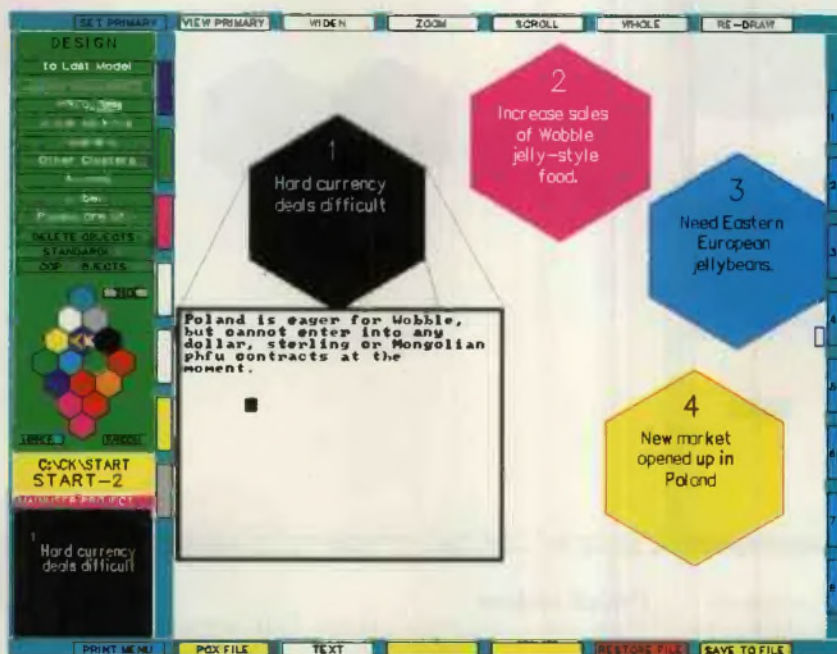 SET PRIMARY
VIEW PRIMARY
WIDEN
ZOOM
SCROLL
WHOLE
RE-DRAW
DESIGN
to Last Model
Other Clusters
DELETE OBJECTS
STANDARD
1
Hard currency
deals difficult
2
Increase sales
of Wobble
jelly-style
food.
3
Need Eastern
European
jellybeans.
4
New market
opened up in
Poland
Poland is eager for Wobble,
but cannot enter into any
dollar, sterling or Mongolian
phfu contracts at the
moment.
C:\CK\START
START-2
1
Hard currency
deals difficult
PRINT MENU
PCX FILE
TEXT
RESTORE FILE
SAVE TO FILE